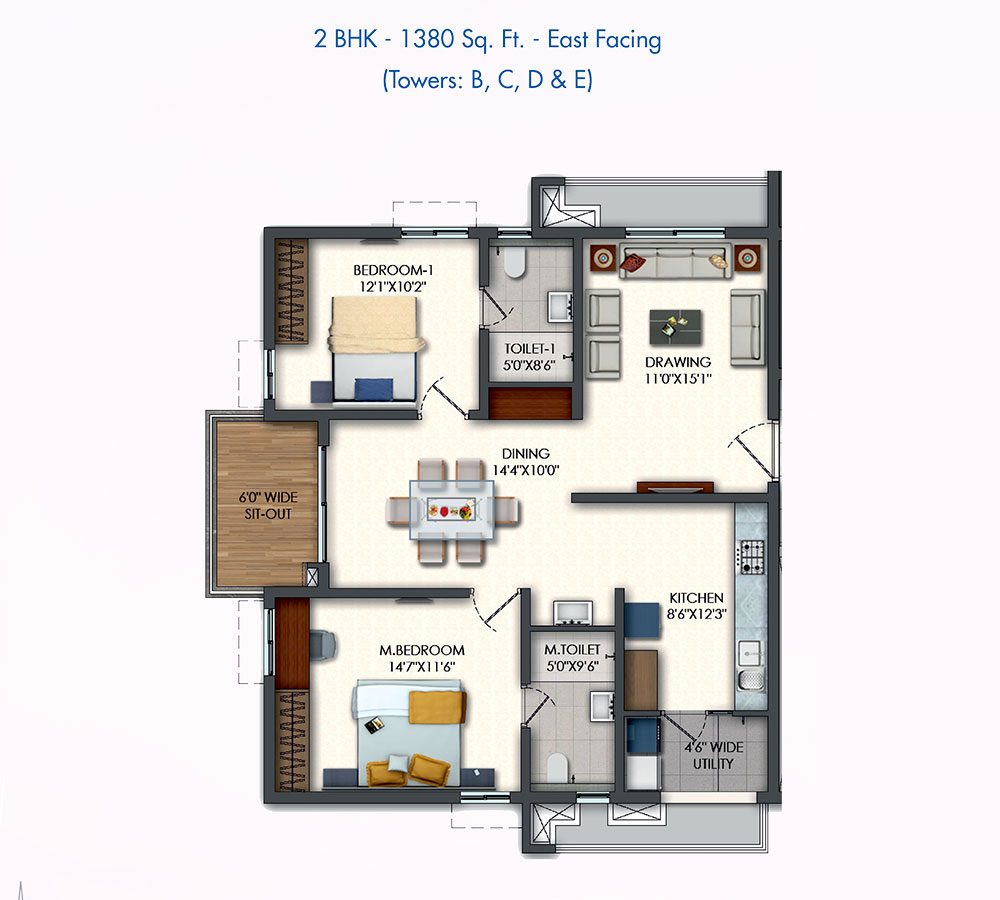 2 BHK - 1380 Sq. Ft. - East Facing
(Towers: B, C, D & E)
BEDROOM-1
12'1"X10'2"
TOILET-1
5'0"X8'6"
DRAWING
11'0"X15'1"
DINING
14'4"X10'0"
6'0" WIDE
SIT-OUT
KITCHEN
8'6"X12'3"
M.BEDROOM
14'7"X11'6"
M.TOILET
5'0"X9'6"
4'6" WIDE
UTILITY